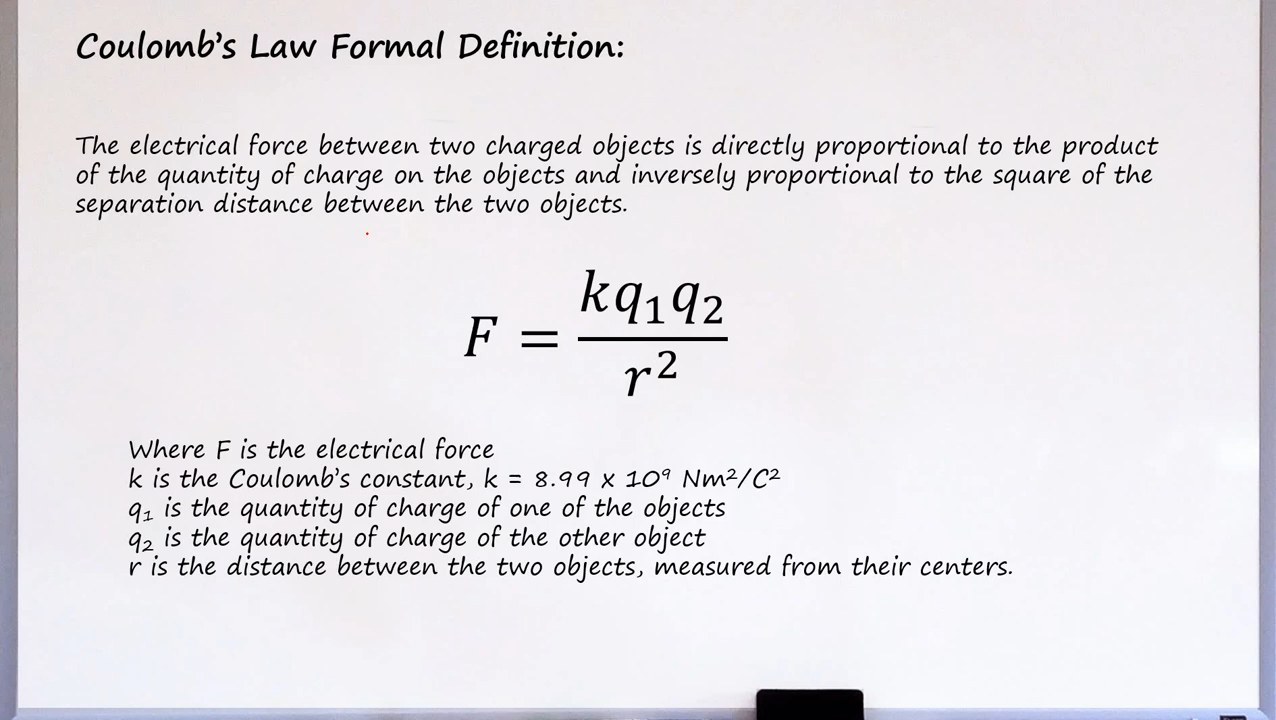 Coulomb's Law Formal Definition:
The electrical force between two charged objects is directly proportional to the product
of the quantity of charge on the objects and inversely proportional to the square of the
separation distance between the two objects.
F = kq₁q₂ / r²
Where F is the electrical force
k is the Coulomb's constant, k = 8.99 x 10⁹ Nm²/C²
q₁ is the quantity of charge of one of the objects
q₂ is the quantity of charge of the other object
r is the distance between the two objects, measured from their centers.